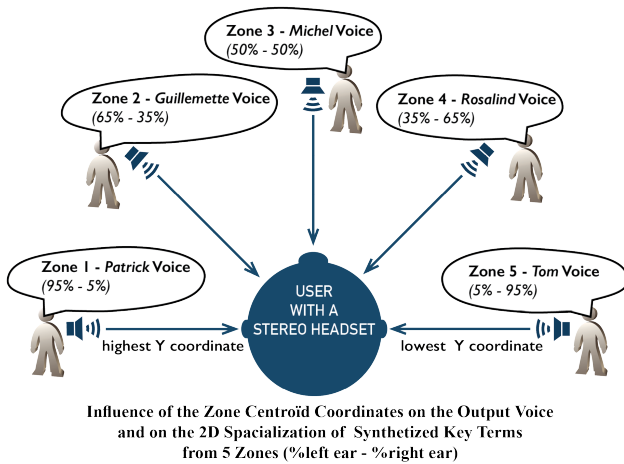 Zone 3 - Michel Voice
(50% - 50%)
Zone 2 - Guillemette Voice
(65% - 35%)
Zone 4 - Rosalind Voice
(35% - 65%)
Zone 1 - Patrick Voice
(95% - 5%)
Zone 5 - Tom Voice
(5% - 95%)
USER
WITH A
STEREO HEADSET
highest Y coordinate
lowest Y coordinate
Influence of the Zone Centroïd Coordinates on the Output Voice
and on the 2D Spacialization of Synthetized Key Terms
from 5 Zones (%left ear - %right ear)